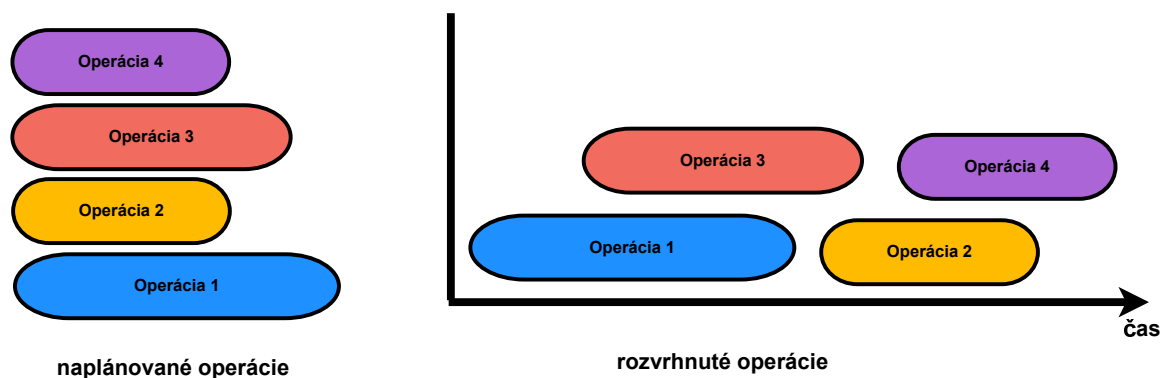 Operácia 4
Operácia 3
Operácia 2
Operácia 1
naplánované operácie
Operácia 3
Operácia 4
Operácia 1
Operácia 2
čas
rozvrhnuté operácie